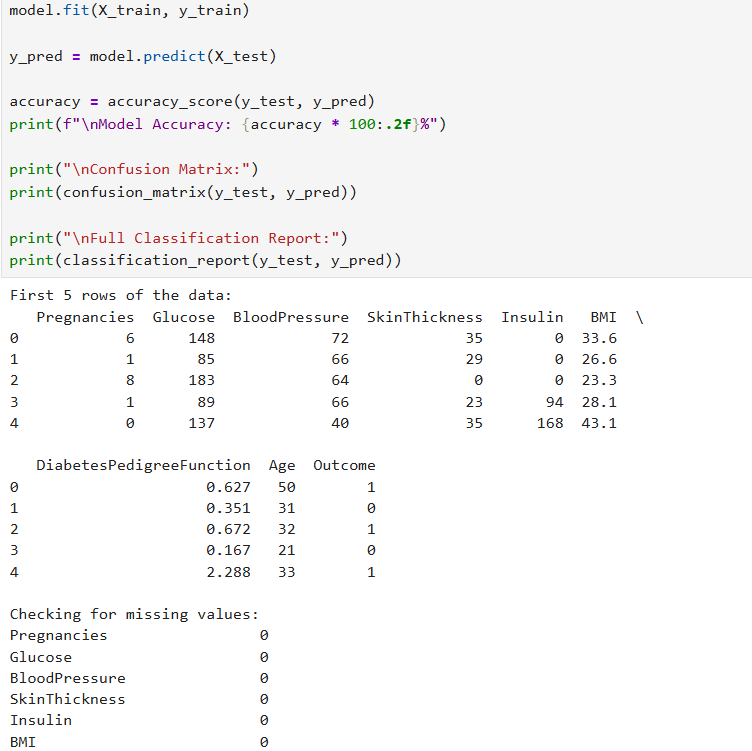 model.fit(X_train, y_train)
y_pred = model.predict(X_test)
accuracy = accuracy_score(y_test, y_pred)
print(f"\nModel Accuracy: {accuracy * 100:.2f}%")
print("\nConfusion Matrix:")
print(confusion_matrix(y_test, y_pred))
print("\nFull Classification Report:")
print(classification_report(y_test, y_pred))
First 5 rows of the data:
   Pregnancies  Glucose  BloodPressure  SkinThickness  Insulin   BMI  \
0            6      148             72             35        0  33.6
1            1       85             66             29        0  26.6
2            8      183             64              0        0  23.3
3            1       89             66             23       94  28.1
4            0      137             40             35      168  43.1
   DiabetesPedigreeFunction  Age  Outcome
0                     0.627   50        1
1                     0.351   31        0
2                     0.672   32        1
3                     0.167   21        0
4                     2.288   33        1
Checking for missing values:
Pregnancies                 0
Glucose                     0
BloodPressure               0
SkinThickness               0
Insulin                     0
BMI                         0